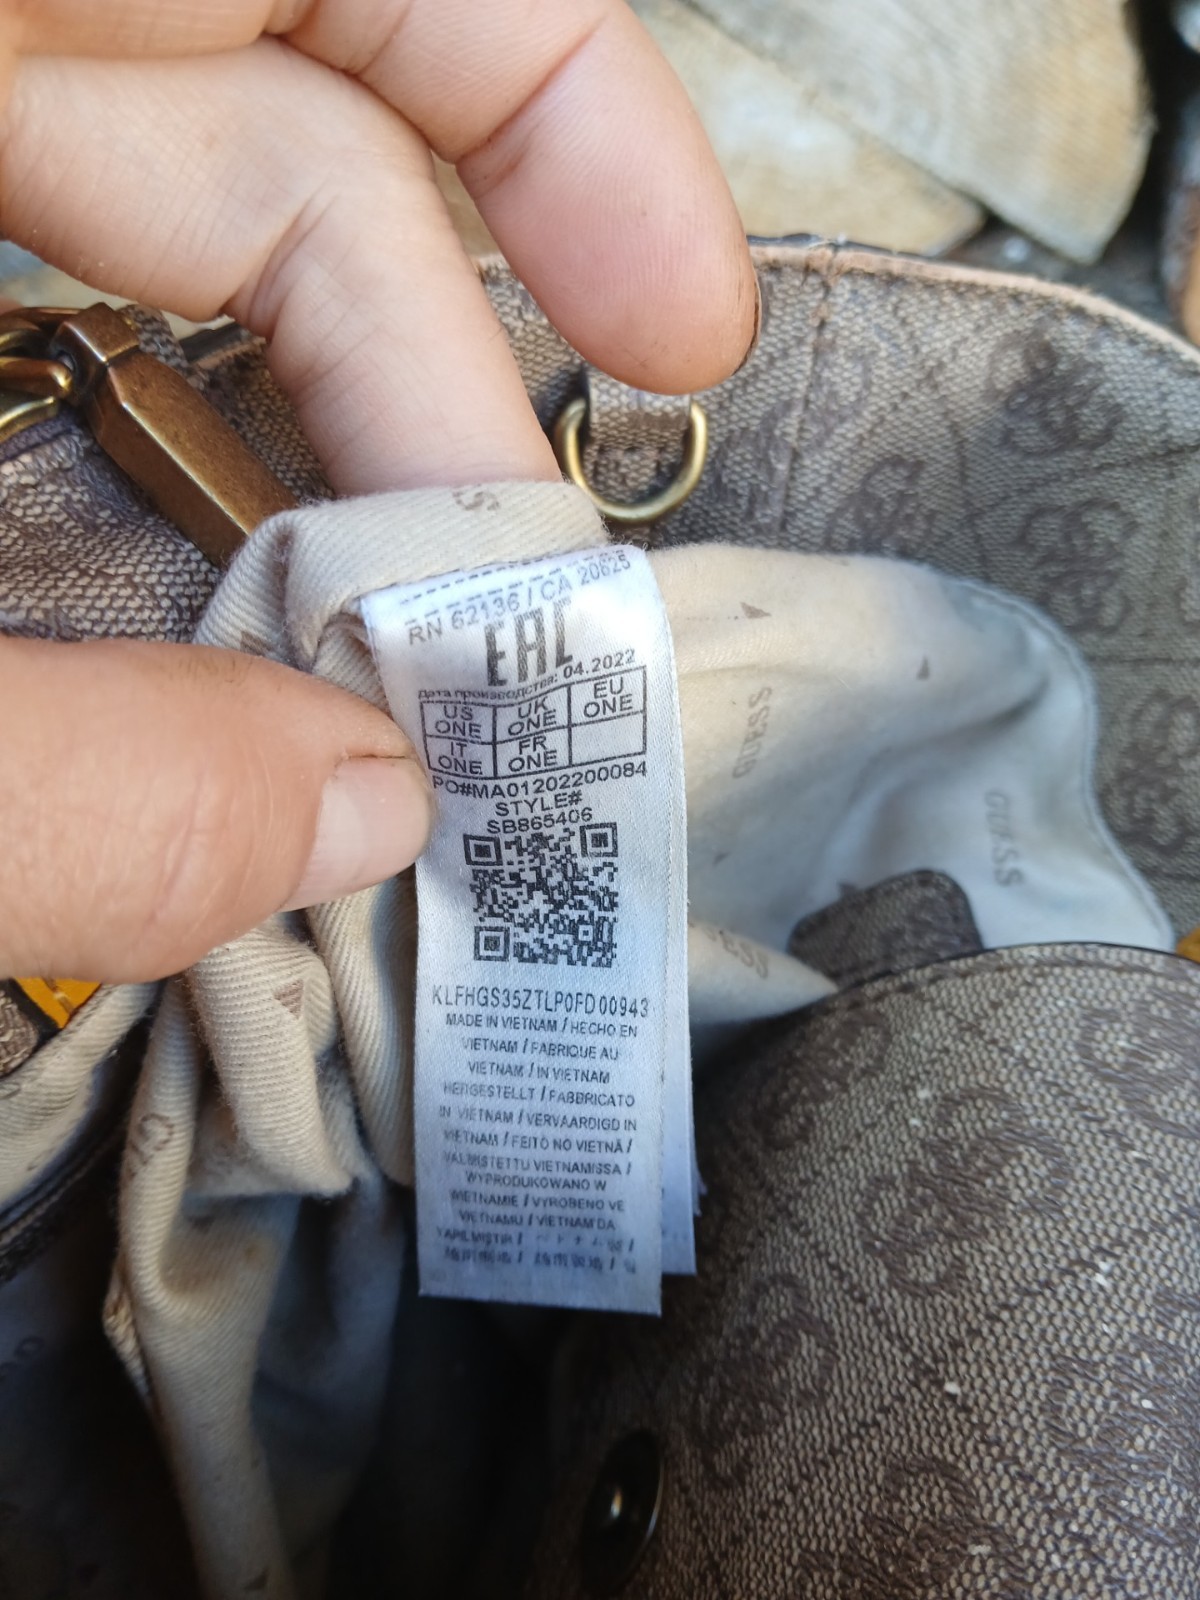 RN 62136 / CA 20625
EAC
Дата производства: 04.2022
US ONE UK ONE EU ONE
IT ONE FR ONE
PO#MA01202200084
STYLE#
SB865406
KLFHGS35ZTLP0FD00943
MADE IN VIETNAM / HECHO EN
VIETNAM / FABRIQUE AU
VIETNAM / IN VIETNAM
HERGESTELLT / FABBRICATO
IN VIETNAM / VERVAARDIGD IN
VIETNAM / FEITO NO VIETNÃ /
VALMISTETTU VIETNAMISSA /
WYPRODUKOWANO W
WIETNAMIE / VYROBENO VE
VIETNAMU / VIETNAM'DA
YAPILMIŞTIR /
GUESS
GUESS